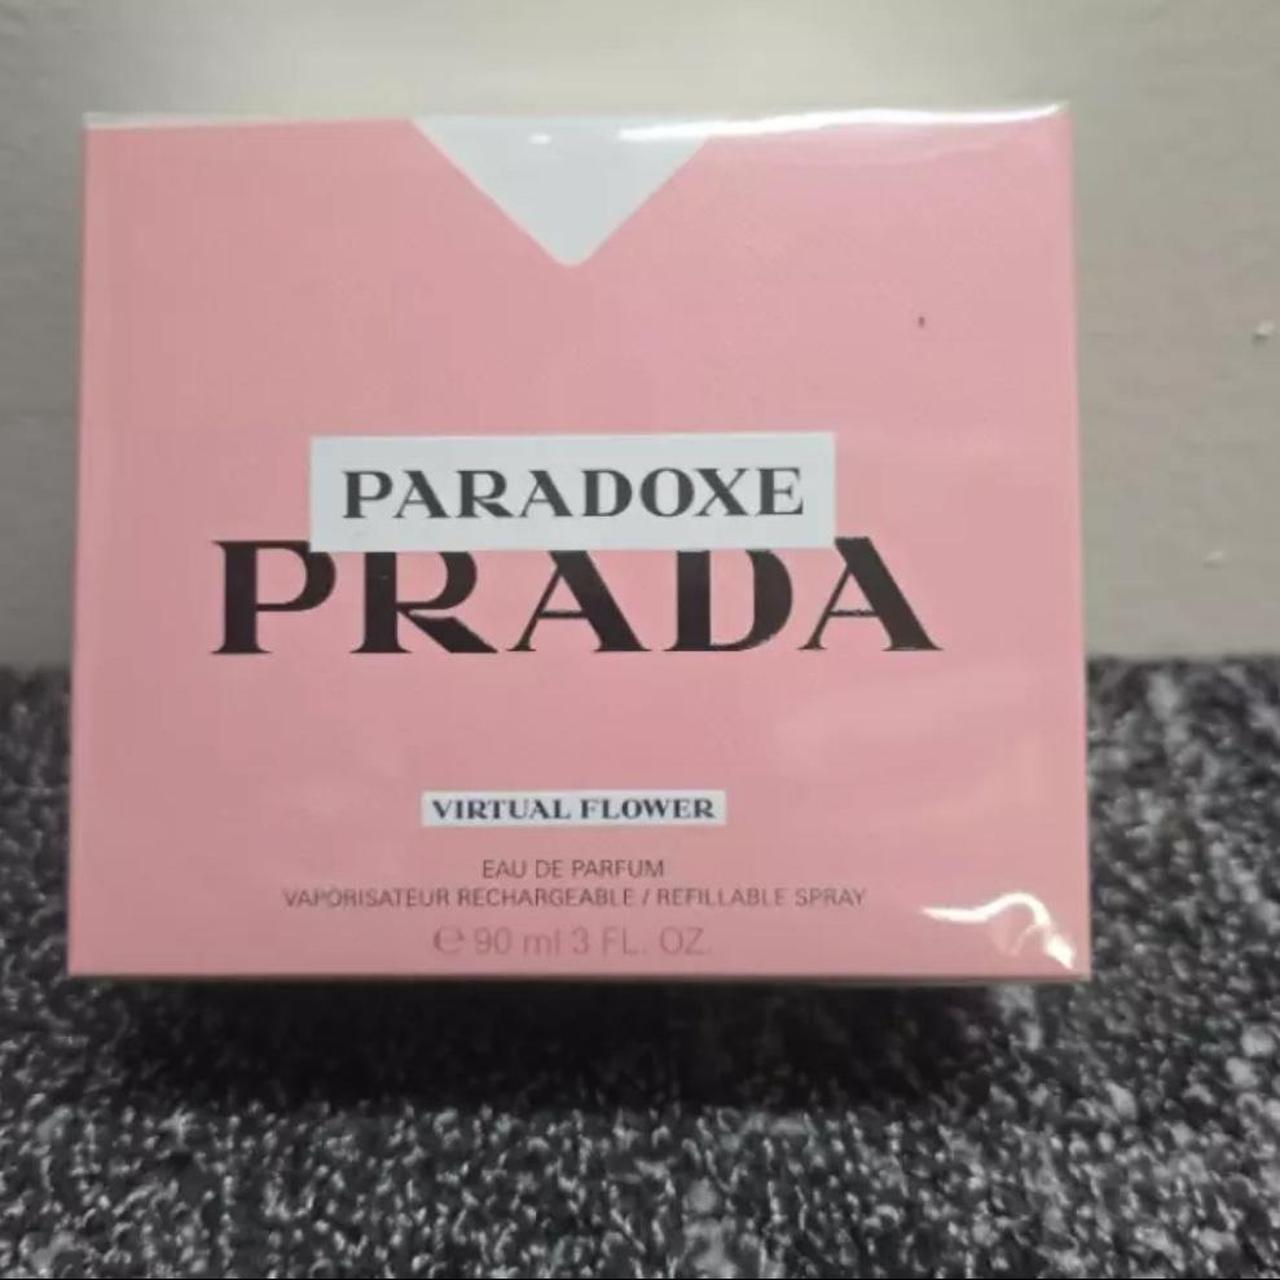 PARADOXE
PRADA
VIRTUAL FLOWER
EAU DE PARFUM
VAPORISATEUR RECHARGEABLE / REFILLABLE SPRAY
℮ 90 ml 3 FL. OZ.